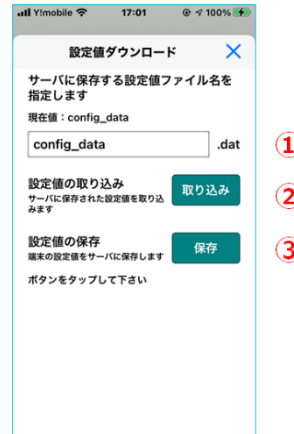 Y!mobile 17:01 100%
設定値ダウンロード
サーバに保存する設定値ファイル名を
指定します
現在値：config_data
config_data .dat
①
設定値の取り込み
サーバに保存された設定値を取り込
みます
取り込み
②
設定値の保存
端末の設定値をサーバに保存します
保存
③
ボタンをタップして下さい